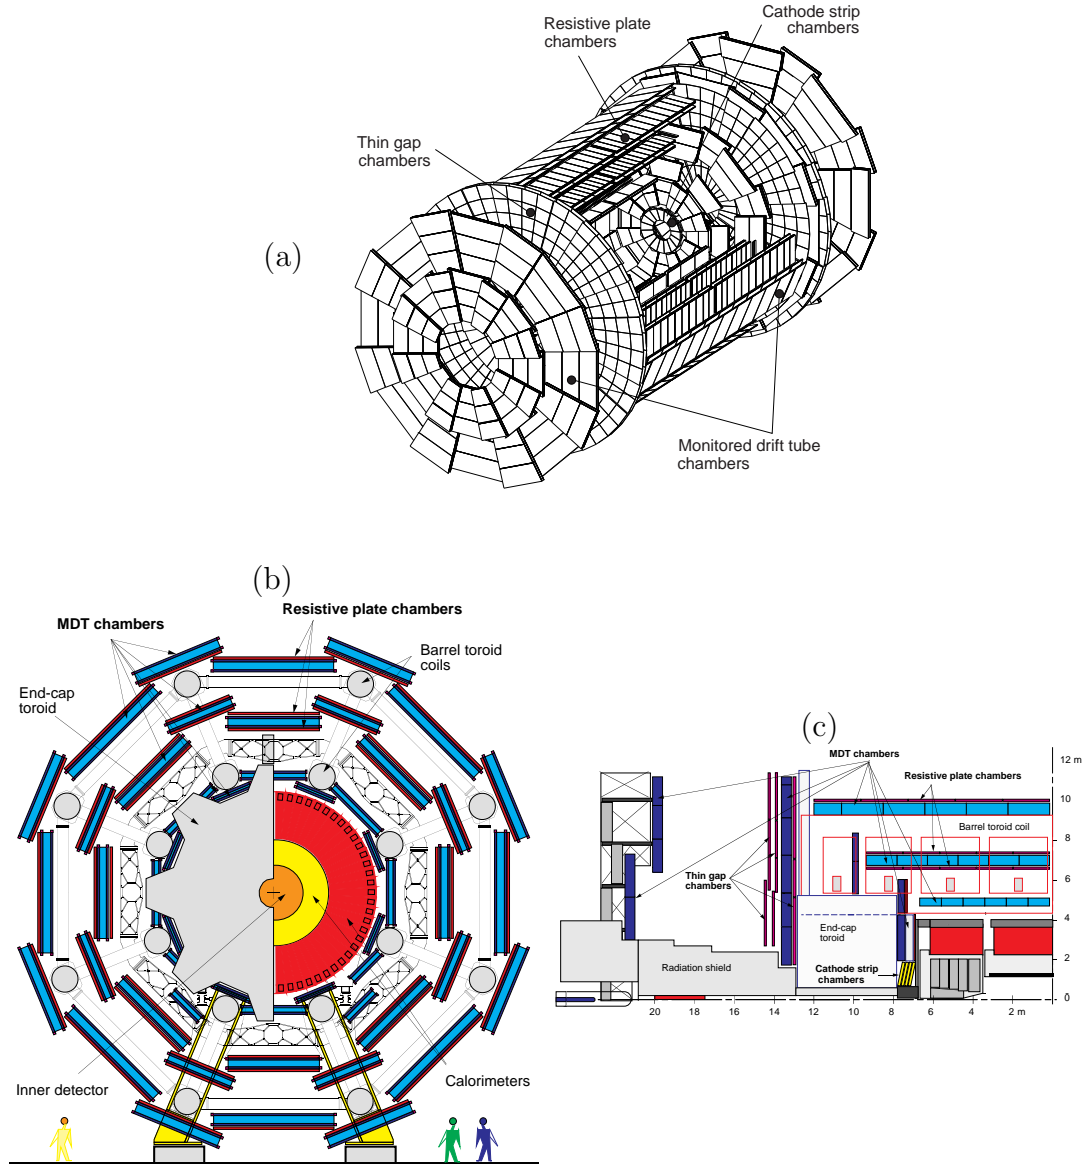 Resistive plate
chambers
Cathode strip
chambers
Thin gap
chambers
(a)
Monitored drift tube
chambers
(b)
MDT chambers
Resistive plate chambers
Barrel toroid
coils
End-cap
toroid
Inner detector
Calorimeters
(c)
MDT chambers
12 m
Resistive plate chambers
10
Barrel toroid coil
8
Thin gap
chambers
6
End-cap
toroid
4
Radiation shield
Cathode strip
chambers
2
0
20 18 16 14 12 10 8 6 4 2 m